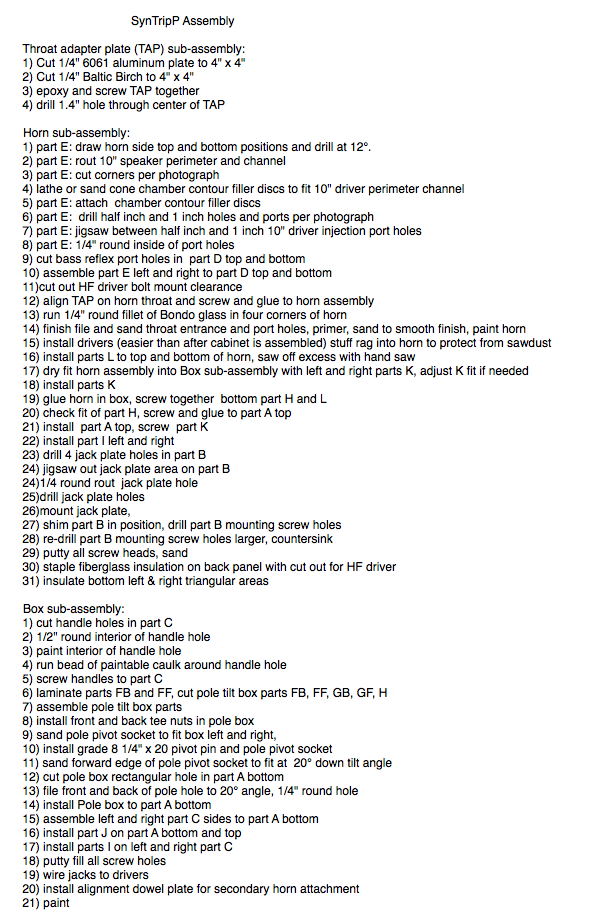 SynTripP Assembly
Throat adapter plate (TAP) sub-assembly:
1) Cut 1/4" 6061 aluminum plate to 4" x 4"
2) Cut 1/4" Baltic Birch to 4" x 4"
3) epoxy and screw TAP together
4) drill 1.4" hole through center of TAP
Horn sub-assembly:
1) part E: draw horn side top and bottom positions and drill at 12°.
2) part E: rout 10" speaker perimeter and channel
3) part E: cut corners per photograph
4) lathe or sand cone chamber contour filler discs to fit 10" driver perimeter channel
5) part E: attach  chamber contour filler discs
6) part E:  drill half inch and 1 inch holes and ports per photograph
7) part E: jigsaw between half inch and 1 inch 10" driver injection port holes
8) part E: 1/4" round inside of port holes
9) cut bass reflex port holes in  part D top and bottom
10) assemble part E left and right to part D top and bottom
11)cut out HF driver bolt mount clearance
12) align TAP on horn throat and screw and glue to horn assembly
13) run 1/4" round fillet of Bondo glass in four corners of horn
14) finish file and sand throat entrance and port holes, primer, sand to smooth finish, paint horn
15) install drivers (easier than after cabinet is assembled) stuff rag into horn to protect from sawdust
16) install parts L to top and bottom of horn, saw off excess with hand saw
17) dry fit horn assembly into Box sub-assembly with left and right parts K, adjust K fit if needed
18) install parts K
19) glue horn in box, screw together  bottom part H and L
20) check fit of part H, screw and glue to part A top
21) install  part A top, screw  part K
22) install part I left and right
23) drill 4 jack plate holes in part B
24) jigsaw out jack plate area on part B
24)1/4 round rout  jack plate hole
25)drill jack plate holes
26)mount jack plate,
27) shim part B in position, drill part B mounting screw holes
28) re-drill part B mounting screw holes larger, countersink
29) putty all screw heads, sand
30) staple fiberglass insulation on back panel with cut out for HF driver
31) insulate bottom left & right triangular areas
Box sub-assembly:
1) cut handle holes in part C
2) 1/2" round interior of handle hole
3) paint interior of handle hole
4) run bead of paintable caulk around handle hole
5) screw handles to part C
6) laminate parts FB and FF, cut pole tilt box parts FB, FF, GB, GF, H
7) assemble pole tilt box parts
8) install front and back tee nuts in pole box
9) sand pole pivot socket to fit box left and right,
10) install grade 8 1/4" x 20 pivot pin and pole pivot socket
11) sand forward edge of pole pivot socket to fit at  20° down tilt angle
12) cut pole box rectangular hole in part A bottom
13) file front and back of pole hole to 20° angle, 1/4" round hole
14) install Pole box to part A bottom
15) assemble left and right part C sides to part A bottom
16) install part J on part A bottom and top
17) install parts I on left and right part C
18) putty fill all screw holes
19) wire jacks to drivers
20) install alignment dowel plate for secondary horn attachment
21) paint